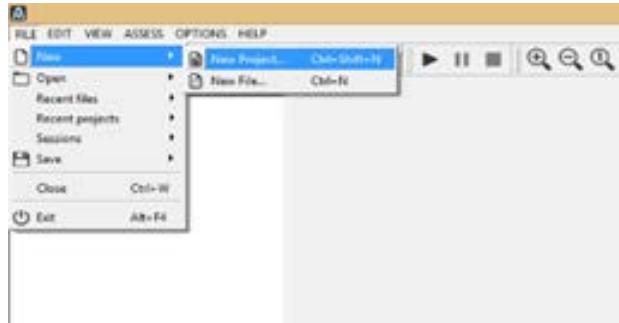 FILE EDIT VIEW ASSESS OPTIONS HELP
New
New Project... Ctrl+Shift+N
Open
New File... Ctrl+N
Recent files
Recent projects
Sessions
Save
Close Ctrl+W
Exit Alt+F4